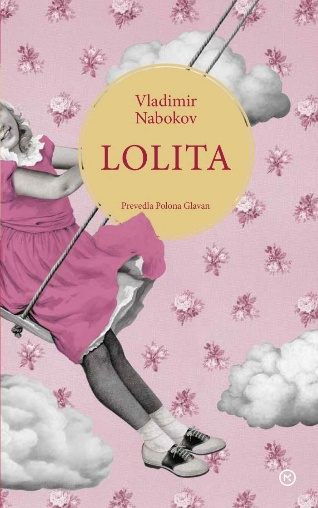 Vladimir
Nabokov
LOLITA
Prevedla Polona Glavan
M